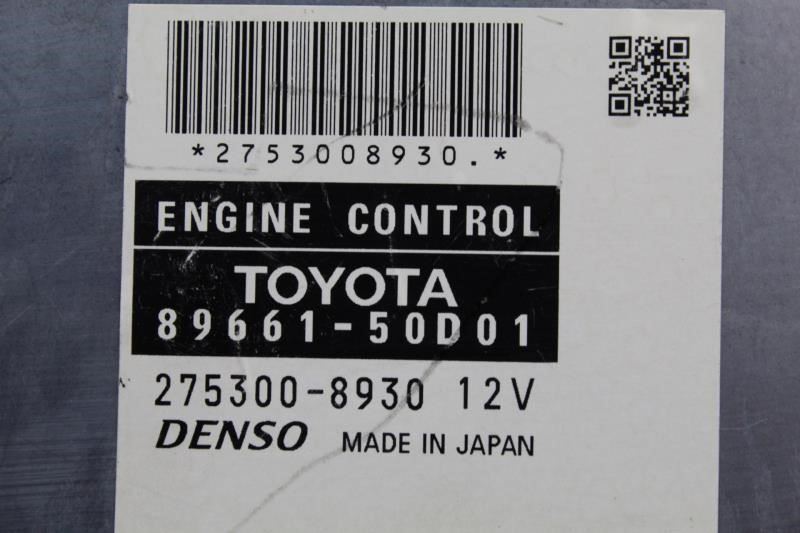 *2753008930.*
ENGINE CONTROL
TOYOTA
89661-50D01
275300-8930 12V
DENSO MADE IN JAPAN